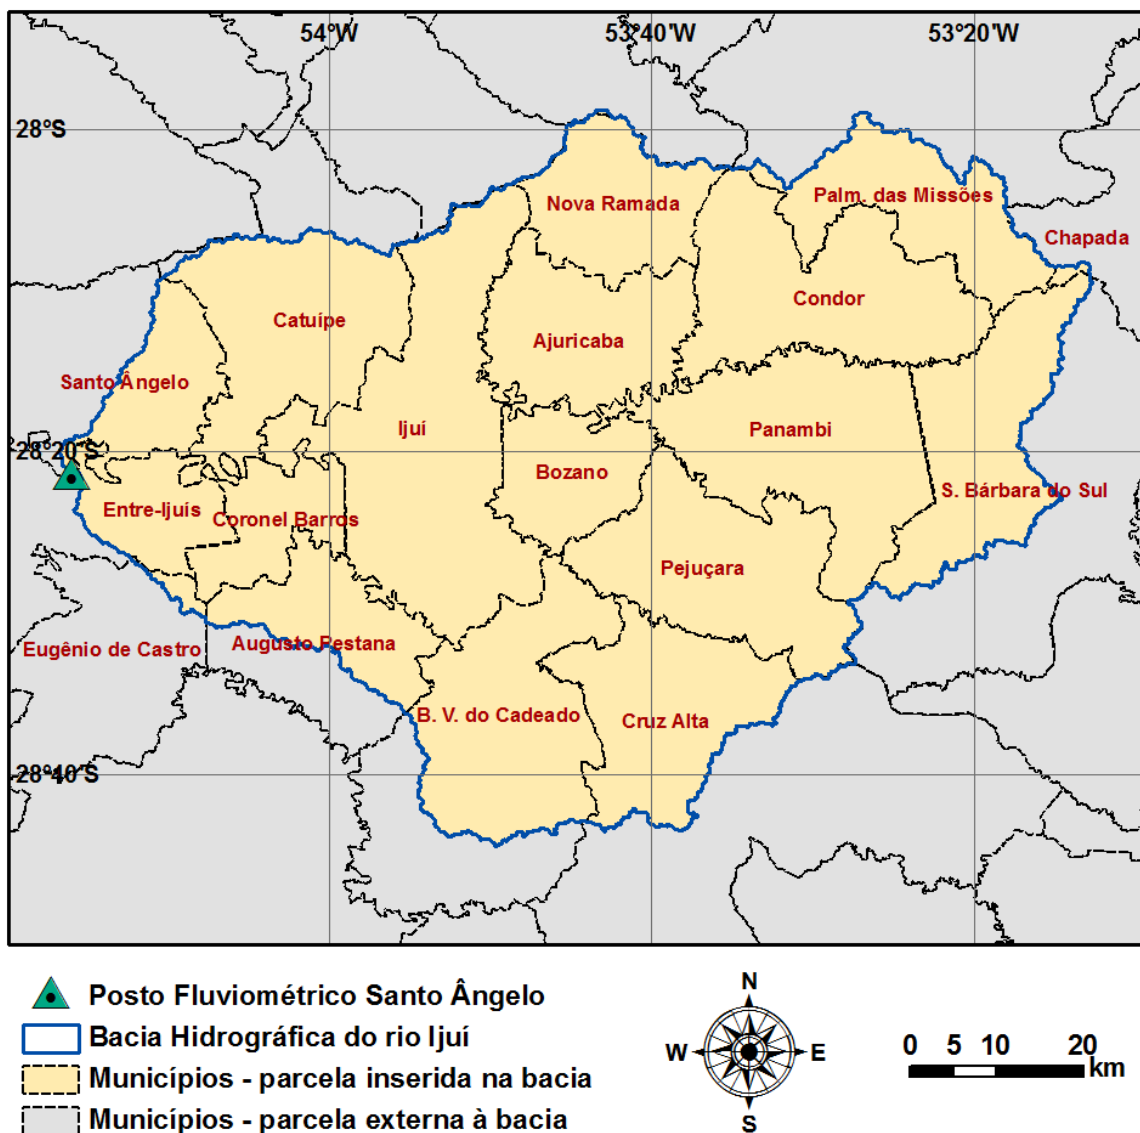 54°W
53°40'W
53°20'W
28°S
Nova Ramada
Palm. das Missões
Chapada
Condor
Catuípe
Ajuricaba
Santo Ângelo
Ijuí
Panambi
28°20'S
Bozano
S. Bárbara do Sul
Entre-Ijuís
Coronel Barros
Pejuçara
Eugênio de Castro
Augusto Pestana
B. V. do Cadeado
Cruz Alta
28°40'S
Posto Fluviométrico Santo Ângelo
Bacia Hidrográfica do rio Ijuí
Municípios - parcela inserida na bacia
Municípios - parcela externa à bacia
N
W
E
S
0 5 10 20
km